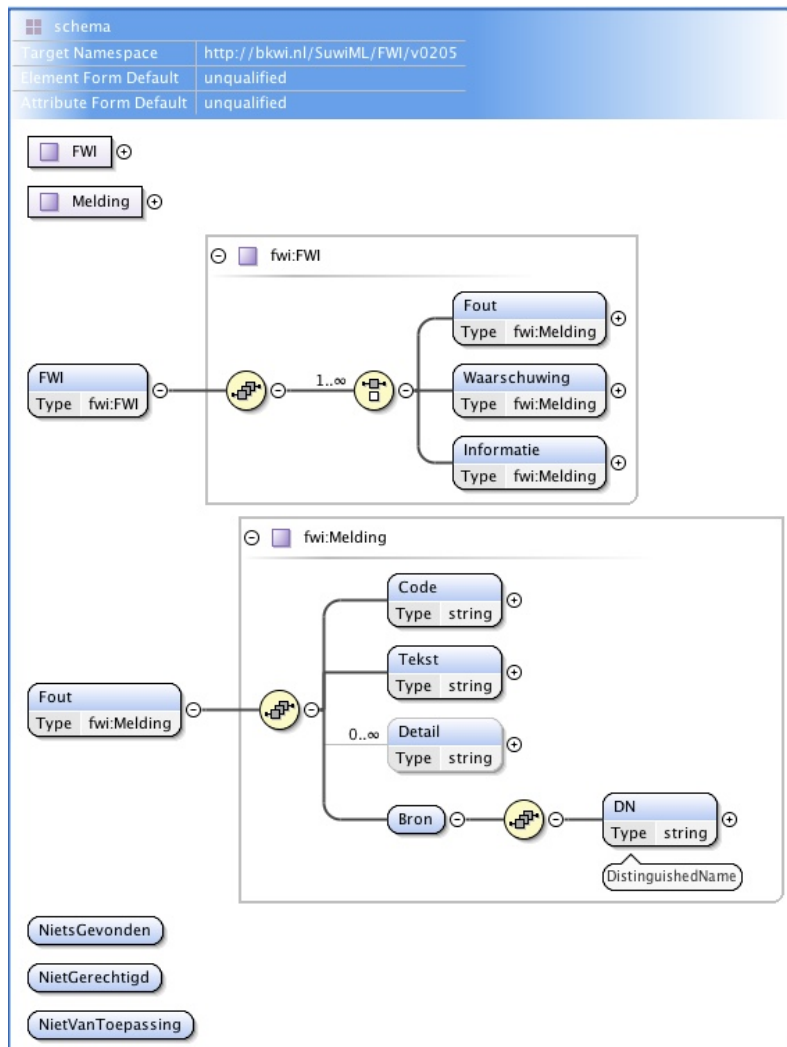 schema
Target Namespace http://bkwi.nl/SuwiML/FWI/v0205
Element Form Default unqualified
Attribute Form Default unqualified
FWI
Melding
fwi:FWI
Fout
Type fwi:Melding
FWI
Type fwi:FWI
1..∞
Waarschuwing
Type fwi:Melding
Informatie
Type fwi:Melding
fwi:Melding
Code
Type string
Tekst
Type string
Fout
Type fwi:Melding
0..∞
Detail
Type string
Bron
DN
Type string
DistinguishedName
NietsGevonden
NietGerechtigd
NietVanToepassing